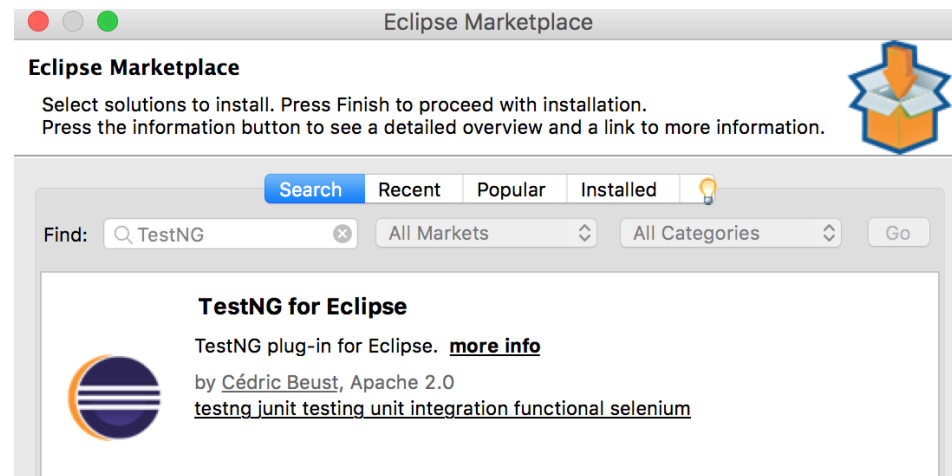 Eclipse Marketplace
Eclipse Marketplace
Select solutions to install. Press Finish to proceed with installation.
Press the information button to see a detailed overview and a link to more information.
Search Recent Popular Installed
Find: TestNG All Markets All Categories Go
TestNG for Eclipse
TestNG plug-in for Eclipse. more info
by Cédric Beust, Apache 2.0
testng junit testing unit integration functional selenium